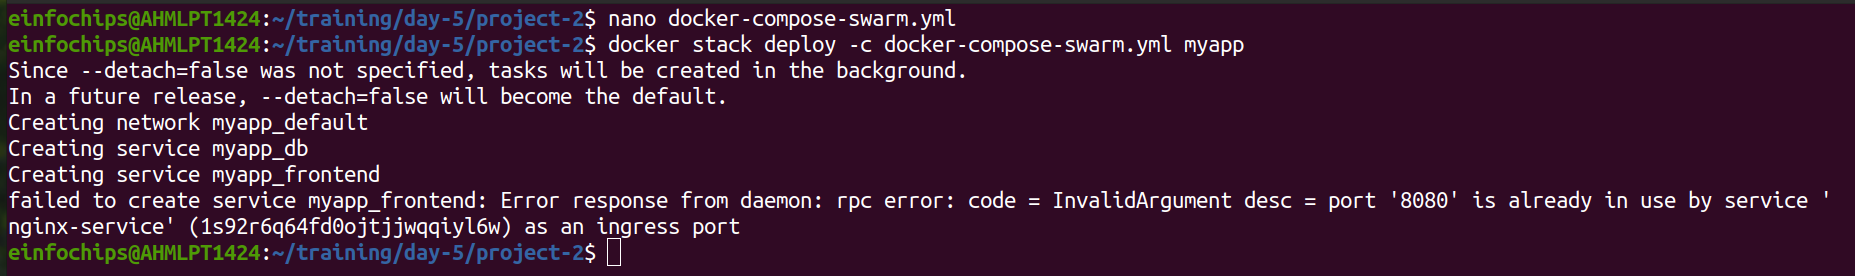 einfochips@AHMLPT1424:~/training/day-5/project-2$ nano docker-compose-swarm.yml
einfochips@AHMLPT1424:~/training/day-5/project-2$ docker stack deploy -c docker-compose-swarm.yml myapp
Since --detach=false was not specified, tasks will be created in the background.
In a future release, --detach=false will become the default.
Creating network myapp_default
Creating service myapp_db
Creating service myapp_frontend
failed to create service myapp_frontend: Error response from daemon: rpc error: code = InvalidArgument desc = port '8080' is already in use by service '
nginx-service' (1s92r6q64fd0ojtjjwqqiyl6w) as an ingress port
einfochips@AHMLPT1424:~/training/day-5/project-2$